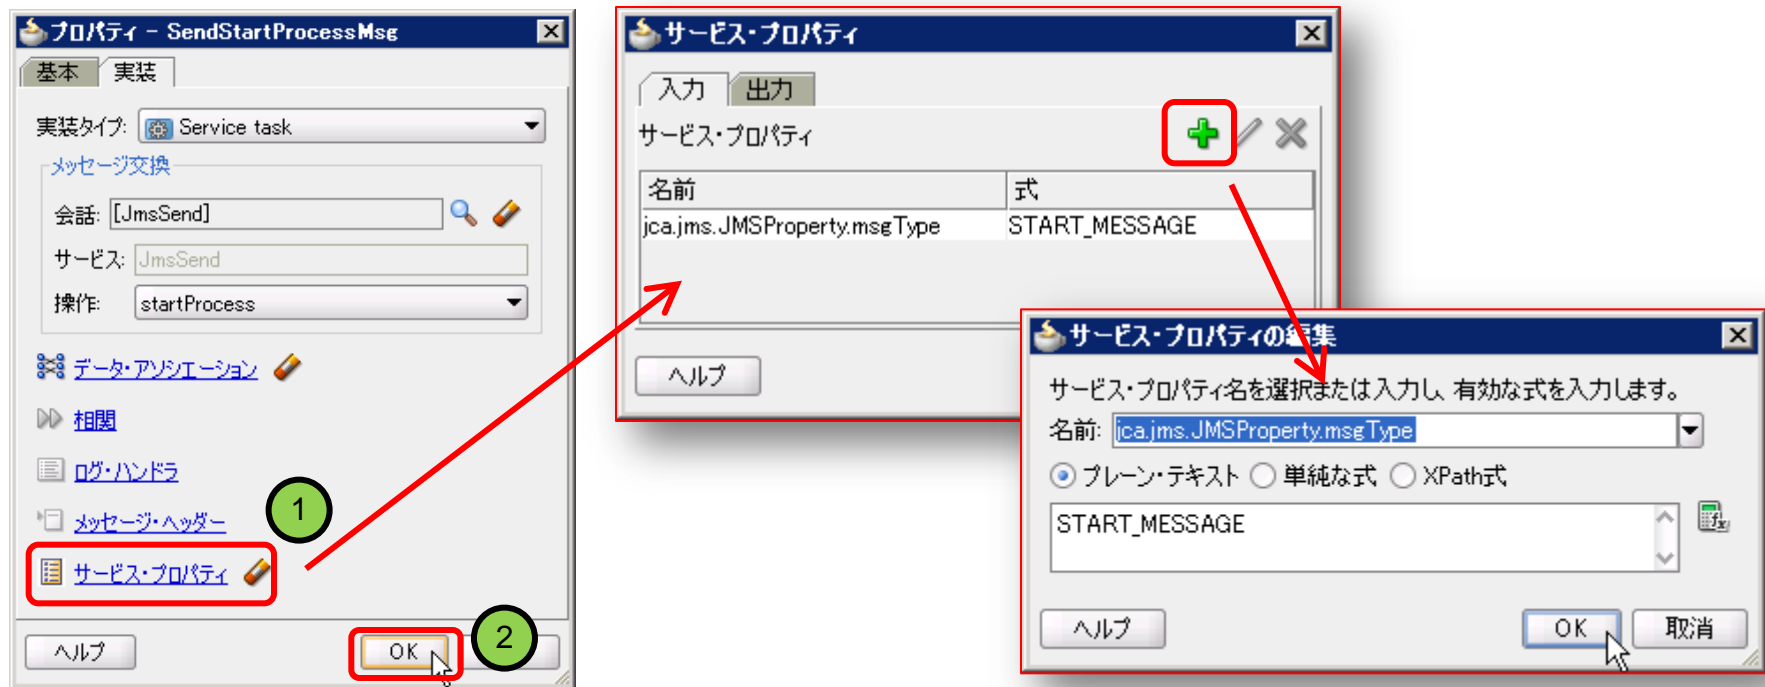 プロパティ - SendStartProcessMsg
基本 実装
実装タイプ: Service task
メッセージ交換
会話: [JmsSend]
サービス: JmsSend
操作: startProcess
データ・アソシエーション
相関
ログ・ハンドラ
メッセージ・ヘッダー
1
サービス・プロパティ
ヘルプ OK
2
サービス・プロパティ
入力 出力
サービス・プロパティ
名前 式
jca.jms.JMSProperty.msgType START_MESSAGE
ヘルプ
サービス・プロパティの編集
サービス・プロパティ名を選択または入力し、有効な式を入力します。
名前: jca.jms.JMSProperty.msgType
プレーン・テキスト 単純な式 XPath式
START_MESSAGE
ヘルプ OK 取消